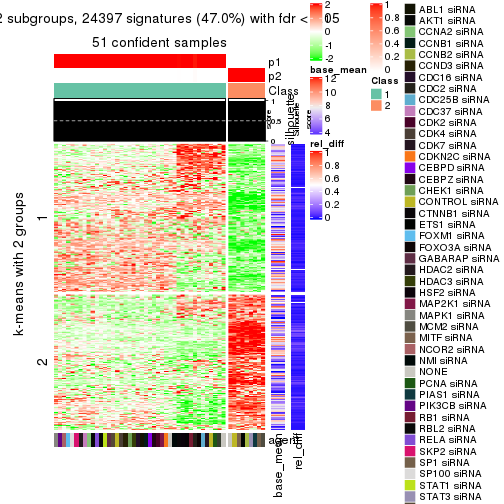 2 subgroups, 24397 signatures (47.0%) with fdr < 0.05
51 confident samples
p1
p2
Class
1
0.5
0
silhouette
score
k-means with 2 groups
1
2
agent
base_mean
rel_diff
2
1
0
-1
-2
base_mean
12
10
8
6
4
rel_diff
1
0.8
0.6
0.4
0.2
0
1
0.8
0.6
0.4
0.2
0
Class
1
2
ABL1 siRNA
AKT1 siRNA
CCNA2 siRNA
CCNB1 siRNA
CCNB2 siRNA
CCND3 siRNA
CDC16 siRNA
CDC2 siRNA
CDC25B siRNA
CDC37 siRNA
CDK2 siRNA
CDK4 siRNA
CDK7 siRNA
CDKN2C siRNA
CEBPD siRNA
CEBPZ siRNA
CHEK1 siRNA
CONTROL siRNA
CTNNB1 siRNA
ETS1 siRNA
FOXM1 siRNA
FOXO3A siRNA
GABARAP siRNA
HDAC2 siRNA
HDAC3 siRNA
HSF2 siRNA
MAP2K1 siRNA
MAPK1 siRNA
MCM2 siRNA
MITF siRNA
NCOR2 siRNA
NMI siRNA
NONE
PCNA siRNA
PIAS1 siRNA
PIK3CB siRNA
RB1 siRNA
RBL2 siRNA
RELA siRNA
SKP2 siRNA
SP1 siRNA
SP100 siRNA
STAT1 siRNA
STAT3 siRNA